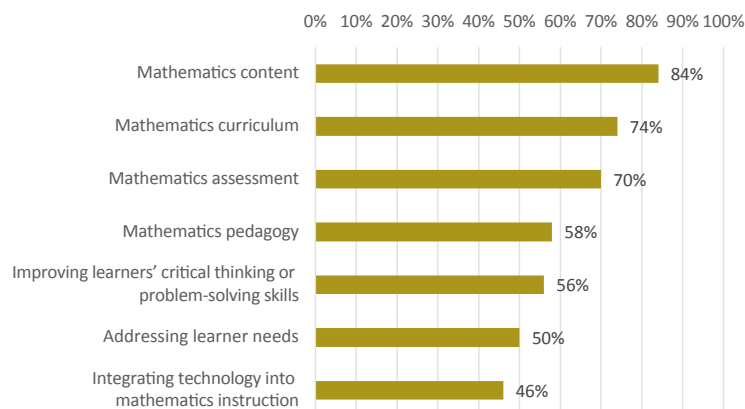 0% 10% 20% 30% 40% 50% 60% 70% 80% 90% 100%
Mathematics content 84%
Mathematics curriculum 74%
Mathematics assessment 70%
Mathematics pedagogy 58%
Improving learners’ critical thinking or
problem-solving skills 56%
Addressing learner needs 50%
Integrating technology into
mathematics instruction 46%